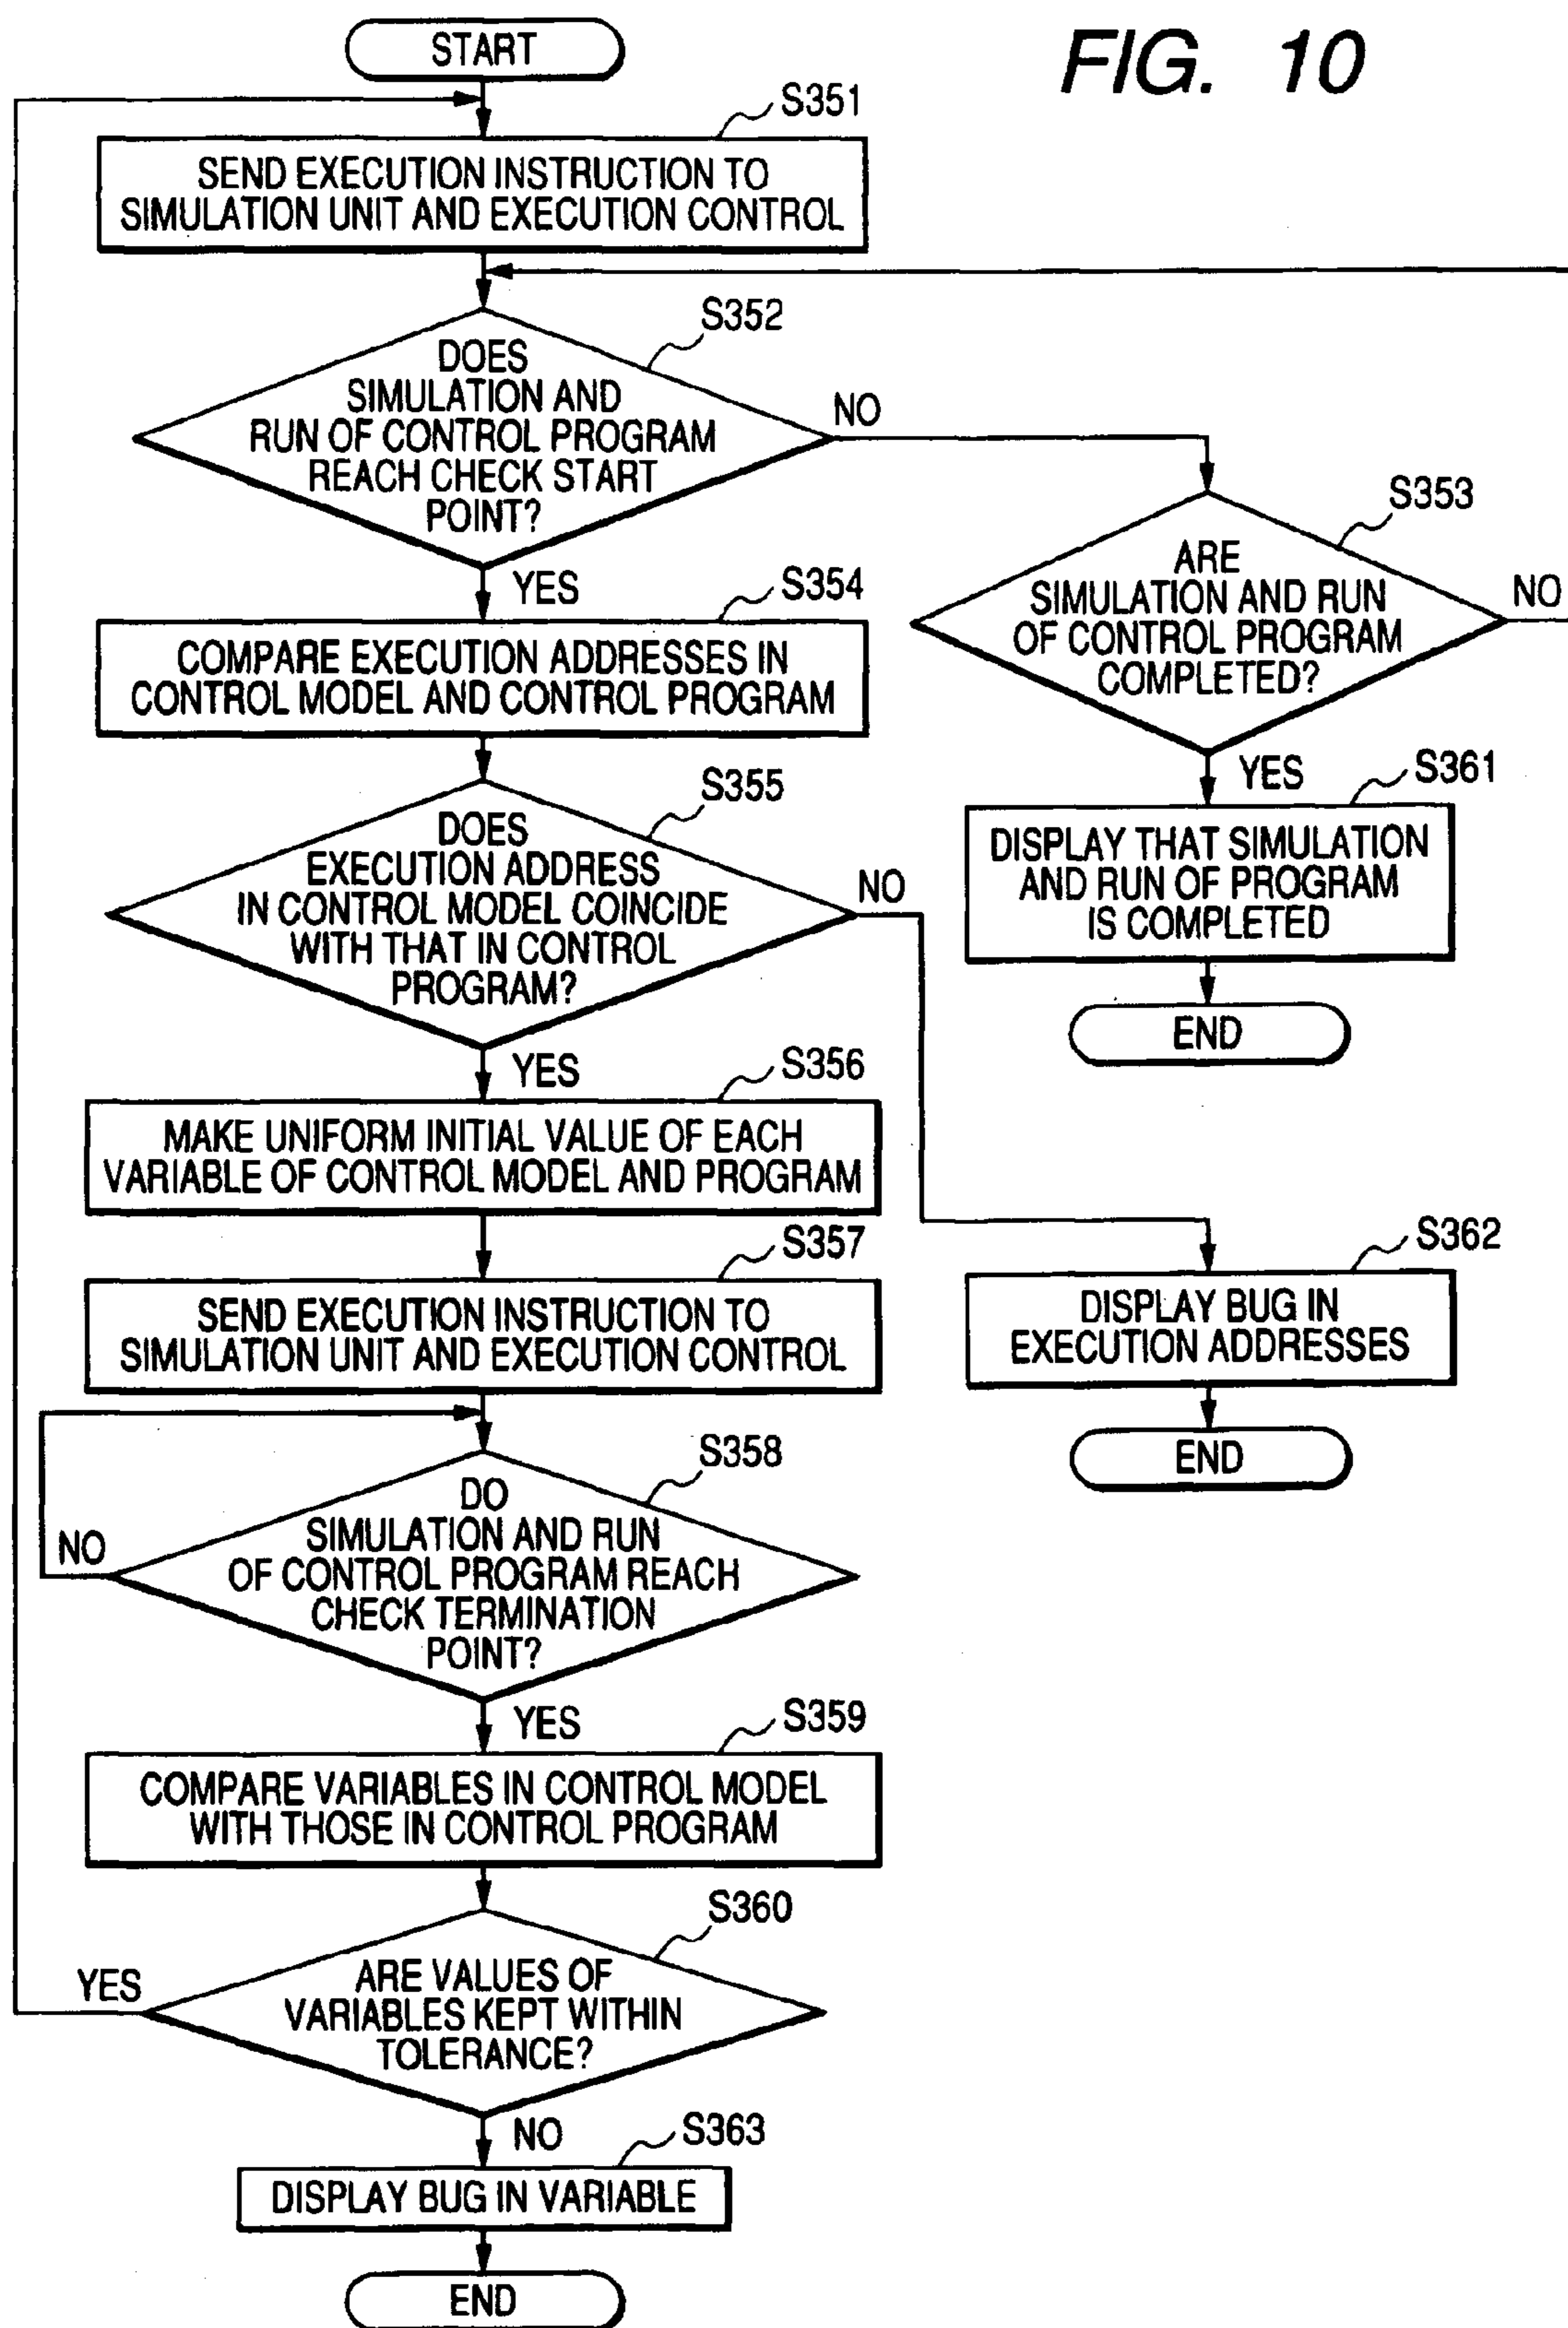 FIG. 10
START
S351
SEND EXECUTION INSTRUCTION TO
SIMULATION UNIT AND EXECUTION CONTROL
S352
DOES
SIMULATION AND
RUN OF CONTROL PROGRAM
REACH CHECK START
POINT?
NO
YES
S353
ARE
SIMULATION AND RUN
OF CONTROL PROGRAM
COMPLETED?
NO
YES
S354
COMPARE EXECUTION ADDRESSES IN
CONTROL MODEL AND CONTROL PROGRAM
S361
DISPLAY THAT SIMULATION
AND RUN OF PROGRAM
IS COMPLETED
END
S355
DOES
EXECUTION ADDRESS
IN CONTROL MODEL COINCIDE
WITH THAT IN CONTROL
PROGRAM?
NO
YES
S356
MAKE UNIFORM INITIAL VALUE OF EACH
VARIABLE OF CONTROL MODEL AND PROGRAM
S357
SEND EXECUTION INSTRUCTION TO
SIMULATION UNIT AND EXECUTION CONTROL
S362
DISPLAY BUG IN
EXECUTION ADDRESSES
END
S358
DO
SIMULATION AND RUN
OF CONTROL PROGRAM REACH
CHECK TERMINATION
POINT?
NO
YES
S359
COMPARE VARIABLES IN CONTROL MODEL
WITH THOSE IN CONTROL PROGRAM
S360
ARE VALUES OF
VARIABLES KEPT WITHIN
TOLERANCE?
YES
NO
S363
DISPLAY BUG IN VARIABLE
END